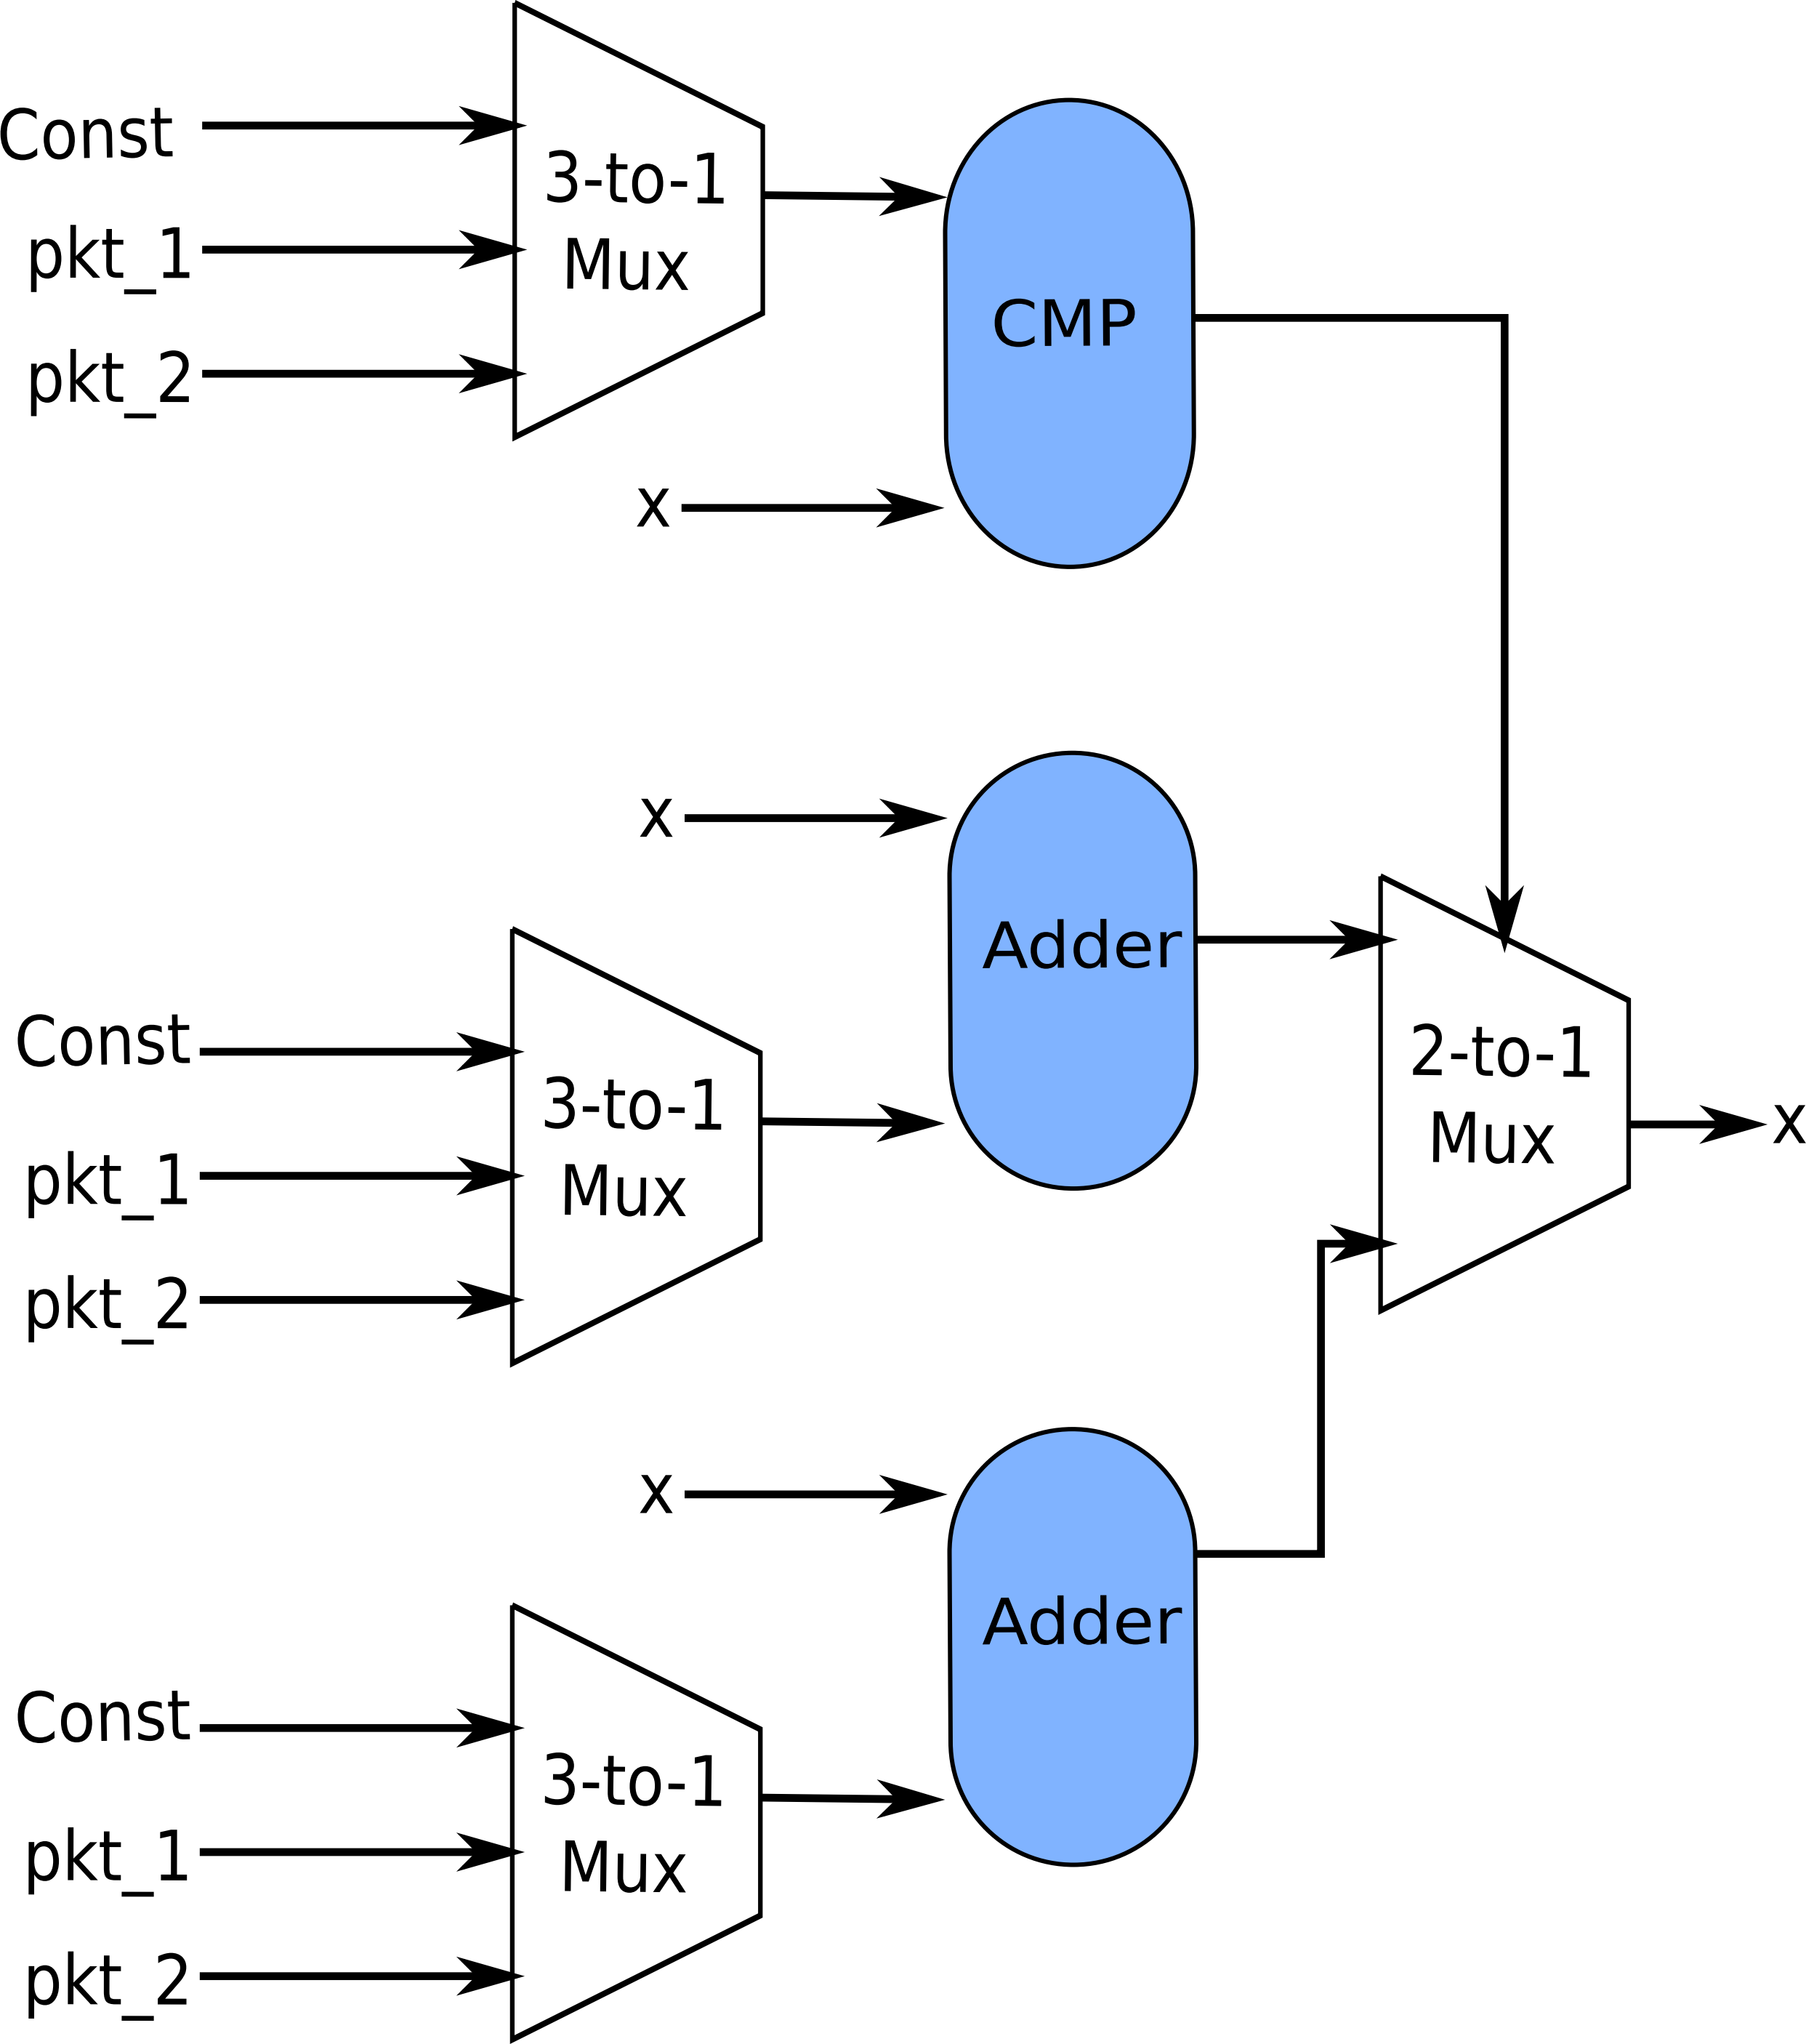 Const
pkt_1
pkt_2
3-to-1
Mux
x
CMP
x
Const
pkt_1
pkt_2
3-to-1
Mux
Adder
2-to-1
Mux
x
x
Const
pkt_1
pkt_2
3-to-1
Mux
Adder